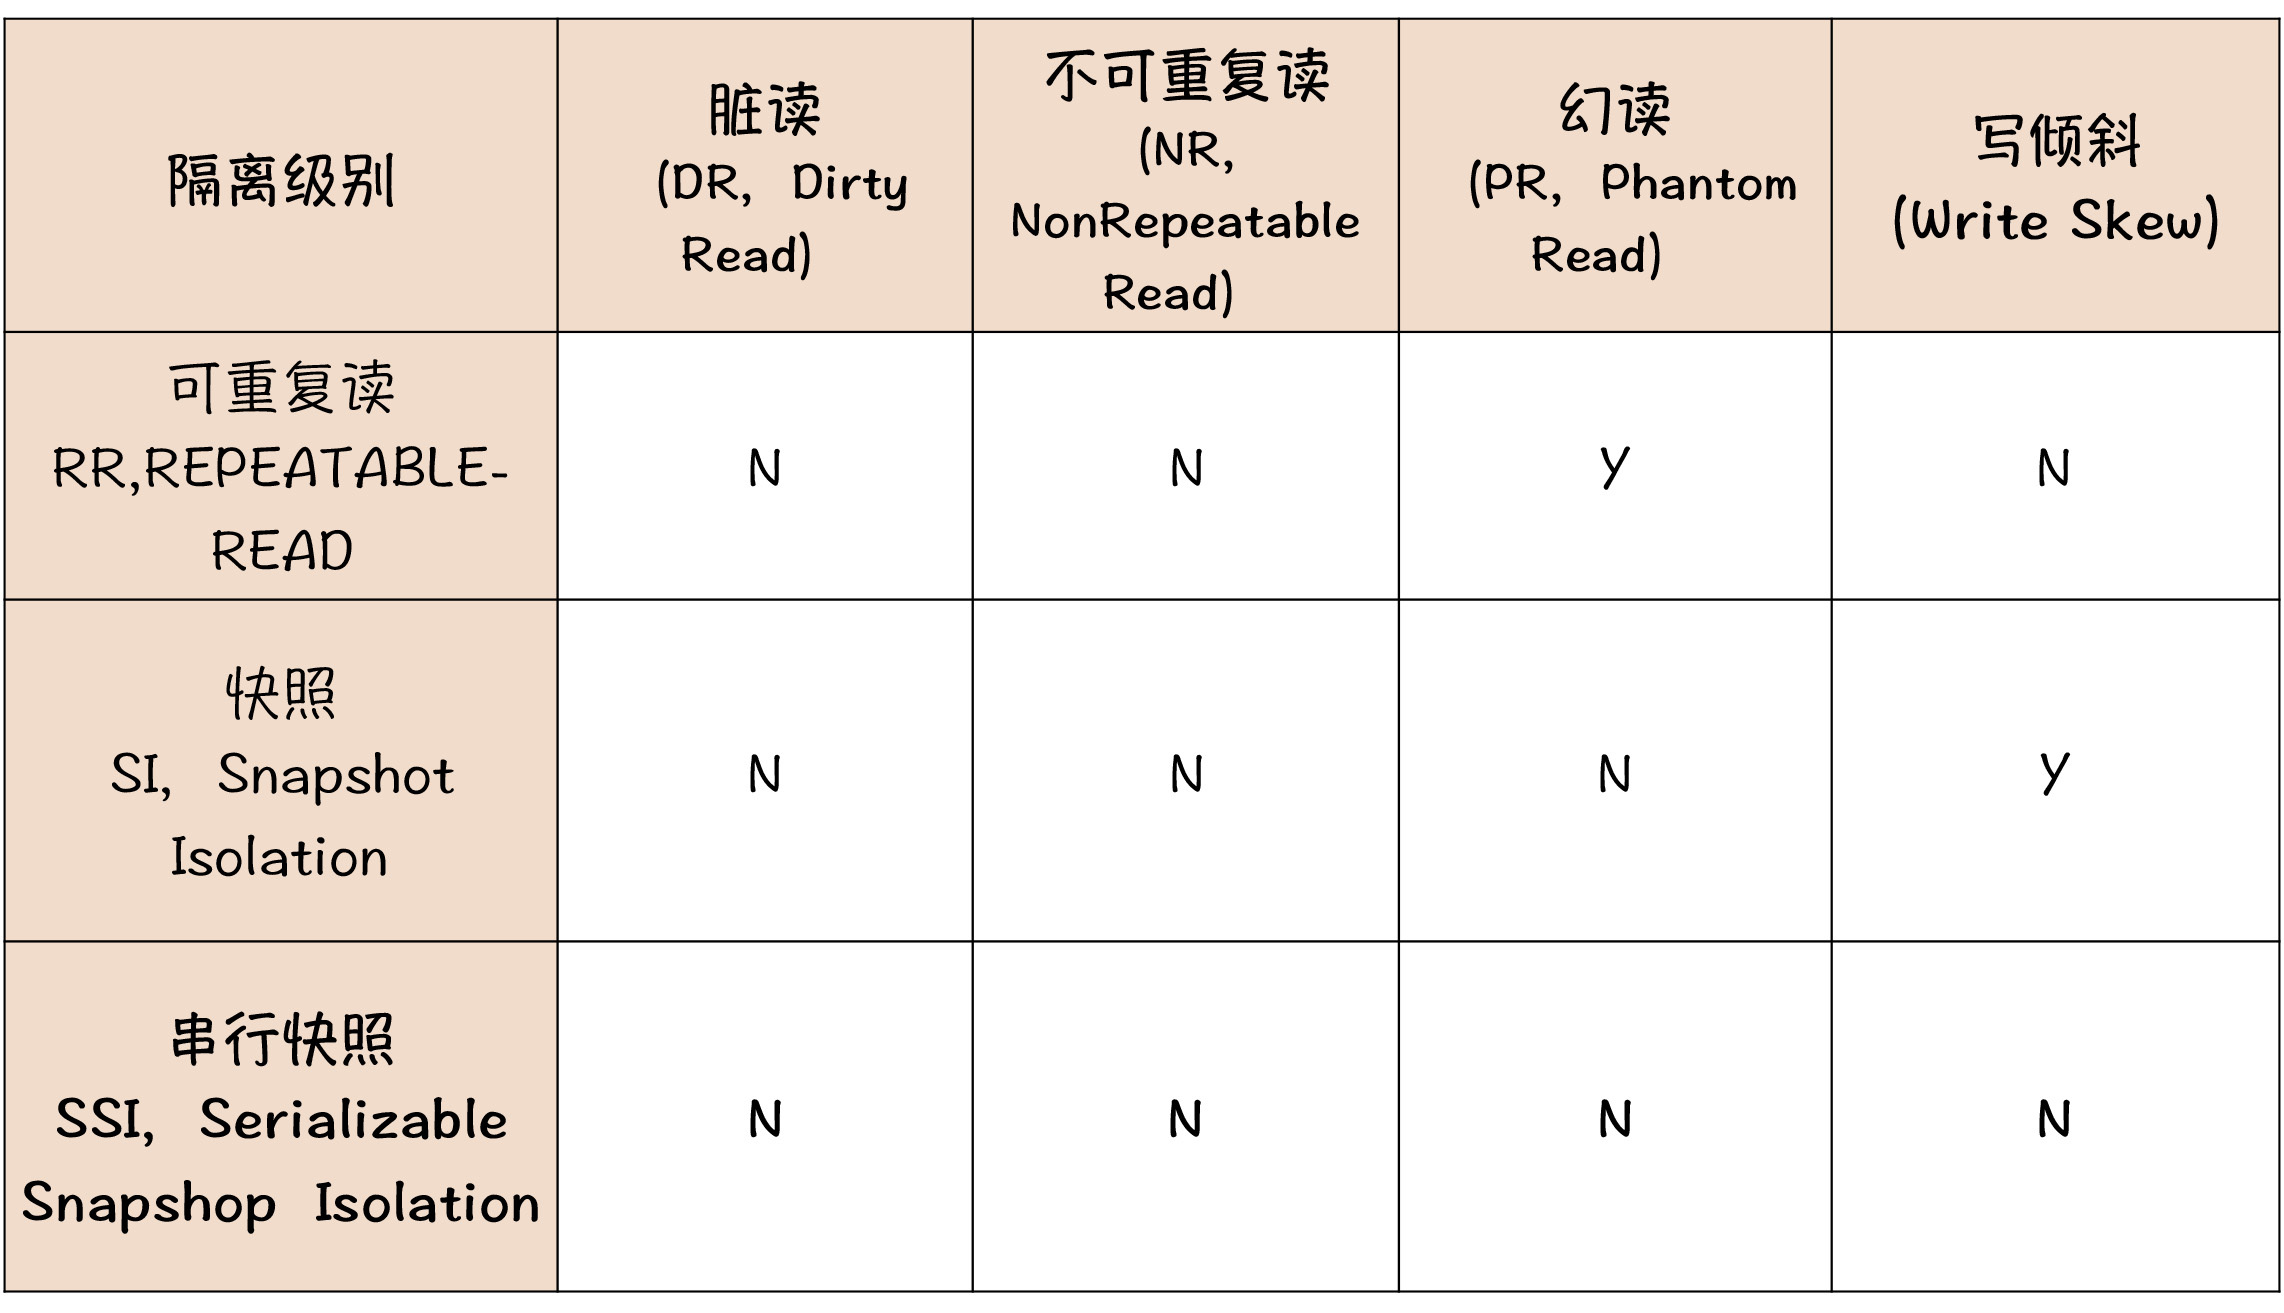 隔离级别
脏读
(DR, Dirty
Read)
不可重复读
(NR,
NonRepeatable
Read)
幻读
(PR, Phantom
Read)
写倾斜
(Write Skew)
可重复读
RR,REPEATABLE-
READ
N
N
Y
N
快照
SI, Snapshot
Isolation
N
N
N
Y
串行快照
SSI, Serializable
Snapshop Isolation
N
N
N
N